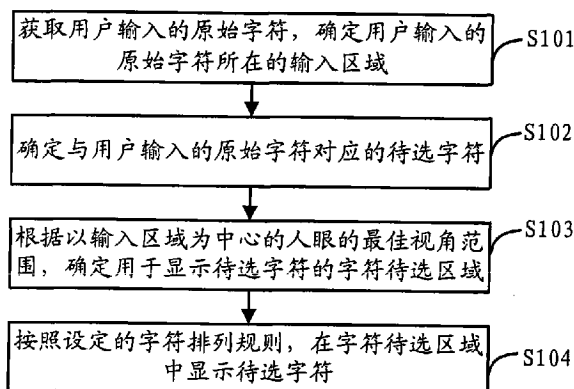 获取用户输入的原始字符，确定用户输入的
原始字符所在的输入区域
S101
确定与用户输入的原始字符对应的待选字符
S102
根据以输入区域为中心的人眼的最佳视角范
围，确定用于显示待选字符的字符待选区域
S103
按照设定的字符排列规则，在字符待选区域
中显示待选字符
S104